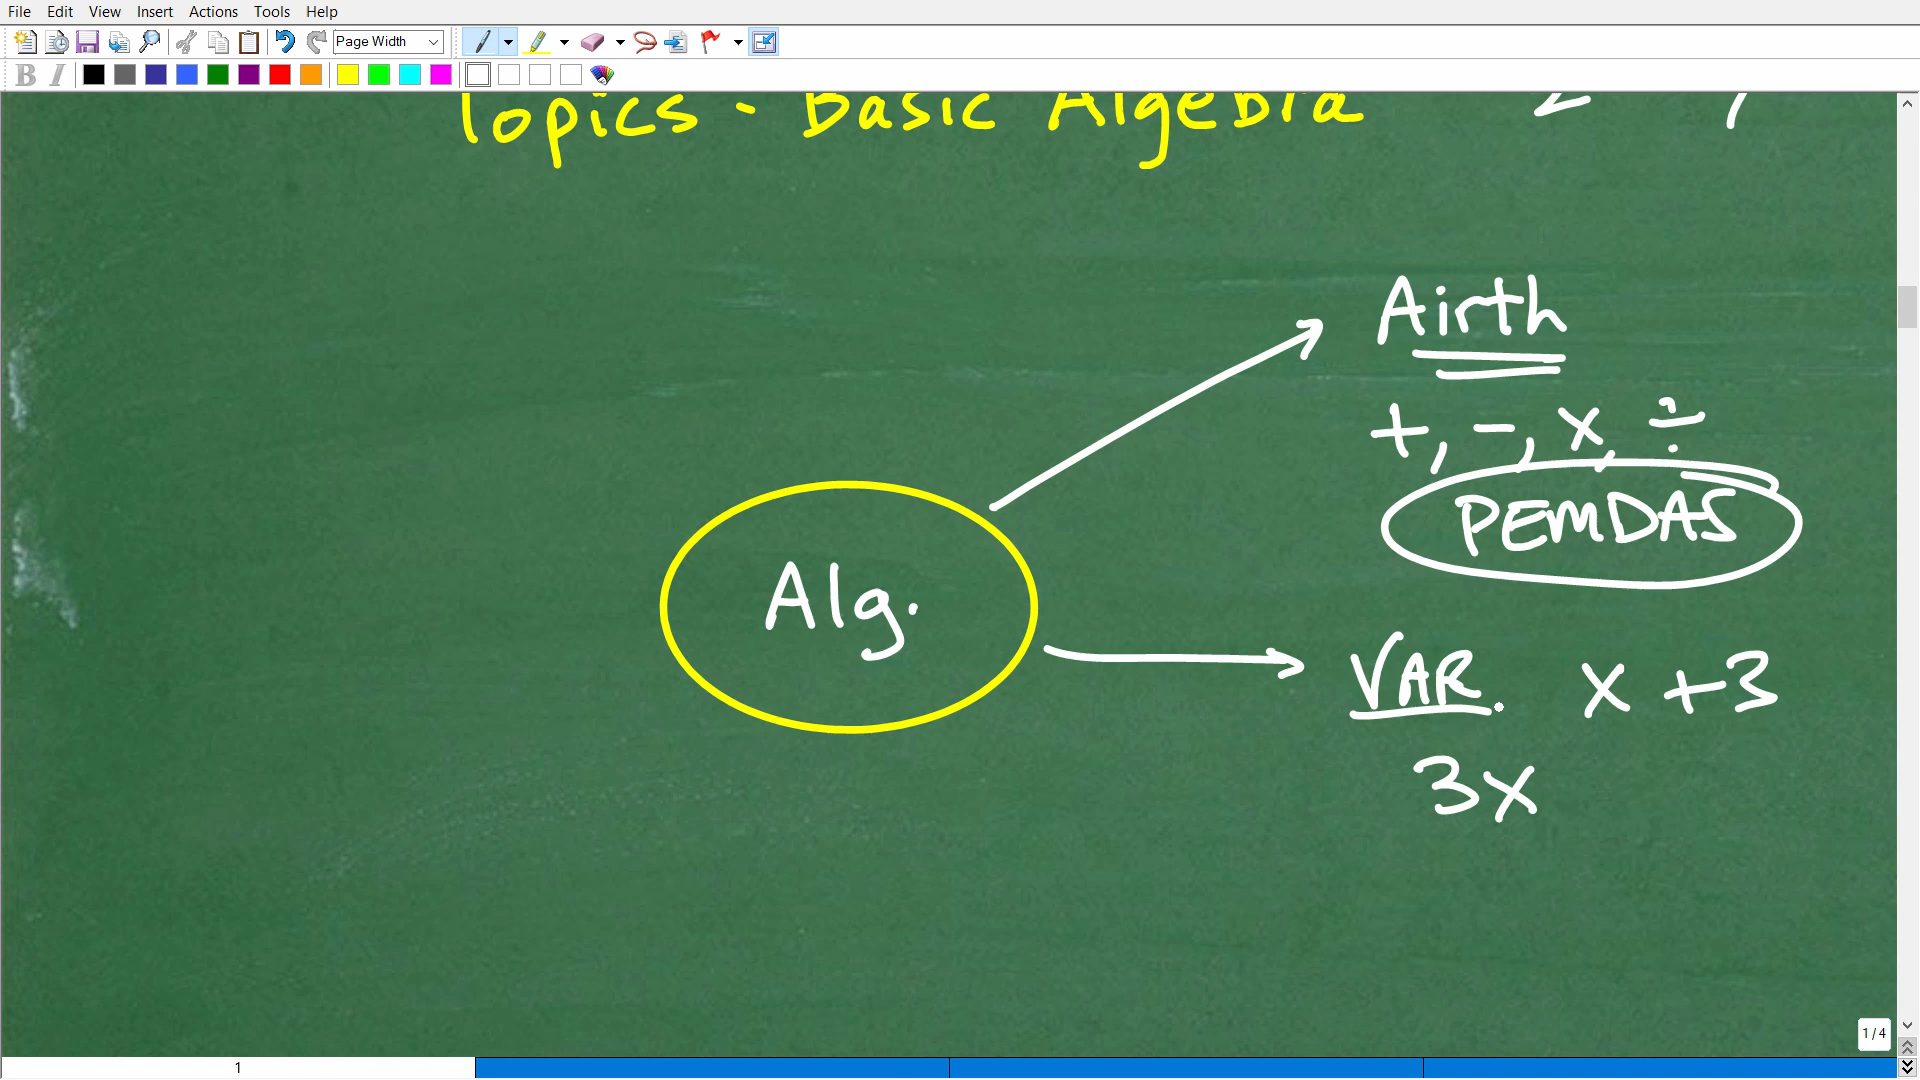 File Edit View Insert Actions Tools Help
Page Width
B I
Topics - Basic Algebra
Airth
+, -, x, ÷
PEMDAS
Alg.
VAR. x + 3
3x
1 / 4
1